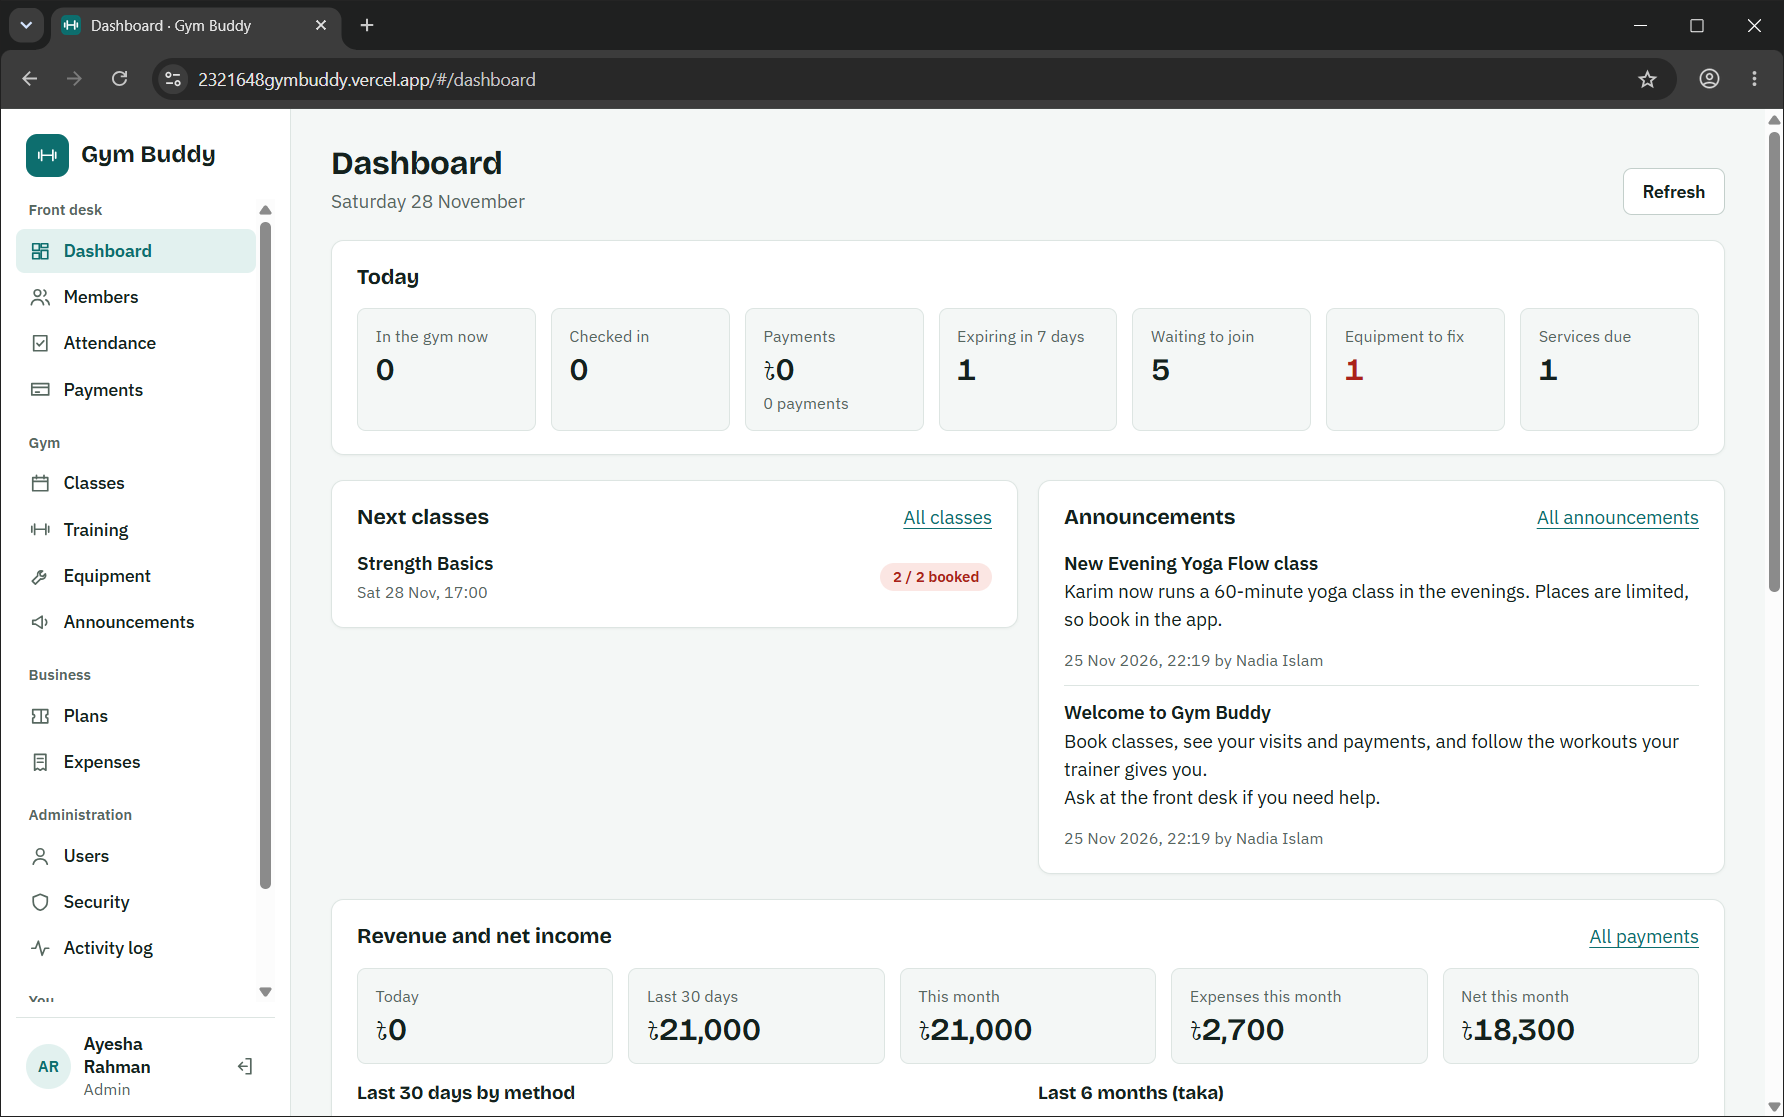 Dashboard · Gym Buddy
2321648gymbuddy.vercel.app/#/dashboard
Gym Buddy
Front desk
Dashboard
Members
Attendance
Payments
Gym
Classes
Training
Equipment
Announcements
Business
Plans
Expenses
Administration
Users
Security
Activity log
You
AR
Ayesha
Rahman
Admin
Dashboard
Saturday 28 November
Refresh
Today
In the gym now
0
Checked in
0
Payments
৳0
0 payments
Expiring in 7 days
1
Waiting to join
5
Equipment to fix
1
Services due
1
Next classes
All classes
Strength Basics
Sat 28 Nov, 17:00
2 / 2 booked
Announcements
All announcements
New Evening Yoga Flow class
Karim now runs a 60-minute yoga class in the evenings. Places are limited,
so book in the app.
25 Nov 2026, 22:19 by Nadia Islam
Welcome to Gym Buddy
Book classes, see your visits and payments, and follow the workouts your
trainer gives you.
Ask at the front desk if you need help.
25 Nov 2026, 22:19 by Nadia Islam
Revenue and net income
All payments
Today
৳0
Last 30 days
৳21,000
This month
৳21,000
Expenses this month
৳2,700
Net this month
৳18,300
Last 30 days by method
Last 6 months (taka)